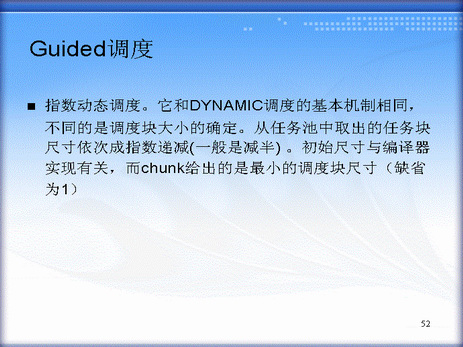 Guided调度
■ 指数动态调度。它和DYNAMIC调度的基本机制相同，
不同的是调度块大小的确定。从任务池中取出的任务块
尺寸依次成指数递减(一般是减半) 。初始尺寸与编译器
实现有关，而chunk给出的是最小的调度块尺寸（缺省
为1）
52